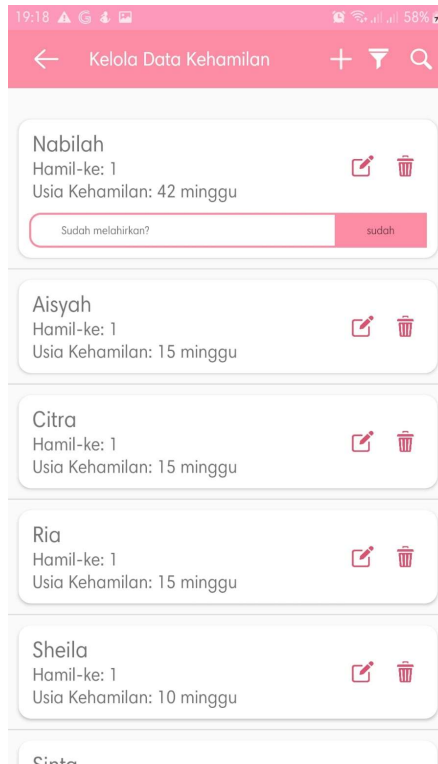 19:18
58%
Kelola Data Kehamilan
Nabilah
Hamil-ke: 1
Usia Kehamilan: 42 minggu
Sudah melahirkan?
sudah
Aisyah
Hamil-ke: 1
Usia Kehamilan: 15 minggu
Citra
Hamil-ke: 1
Usia Kehamilan: 15 minggu
Ria
Hamil-ke: 1
Usia Kehamilan: 15 minggu
Sheila
Hamil-ke: 1
Usia Kehamilan: 10 minggu